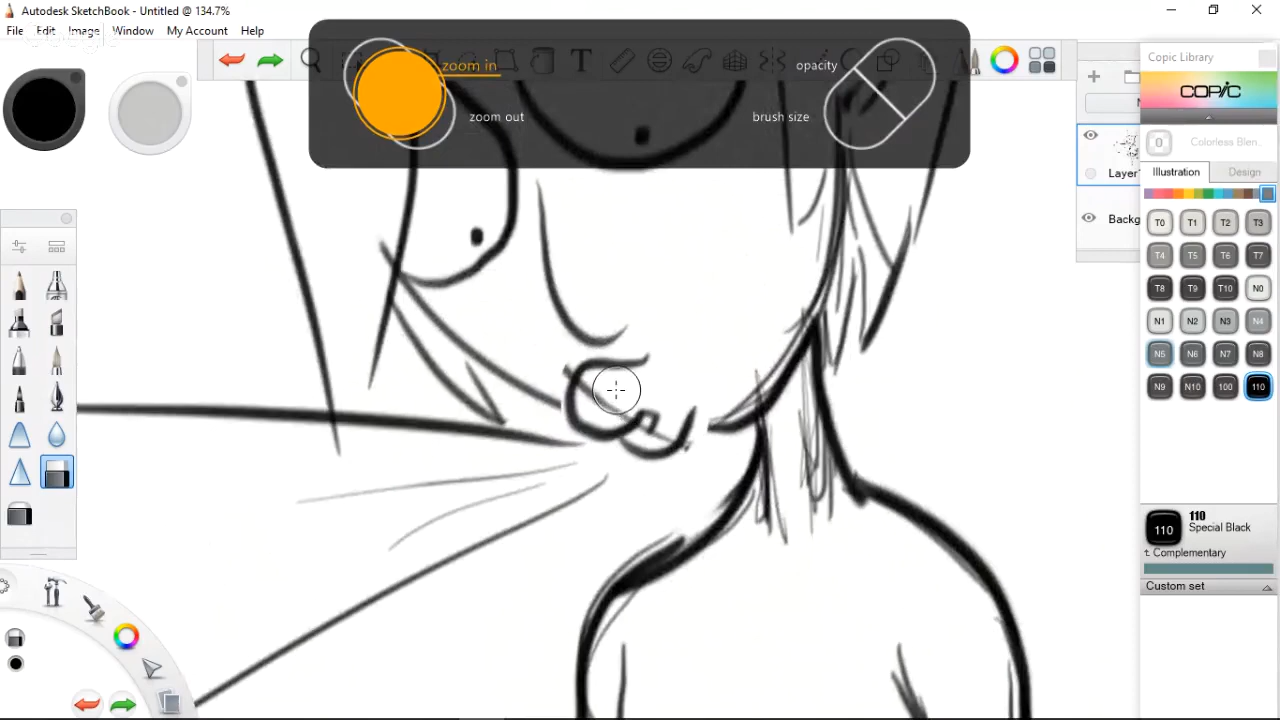 Autodesk SketchBook - Untitled @ 134.7%
File Edit Image Window My Account Help
zoom in
zoom out
opacity
brush size
T
Layer
Backg
Copic Library
COPIC
0 Colorless Blen.
Illustration Design
T0 T1 T2 T3
T4 T5 T6 T7
T8 T9 T10 N0
N1 N2 N3 N4
N5 N6 N7 N8
N9 N10 100 110
110
110
Special Black
Complementary
Custom set